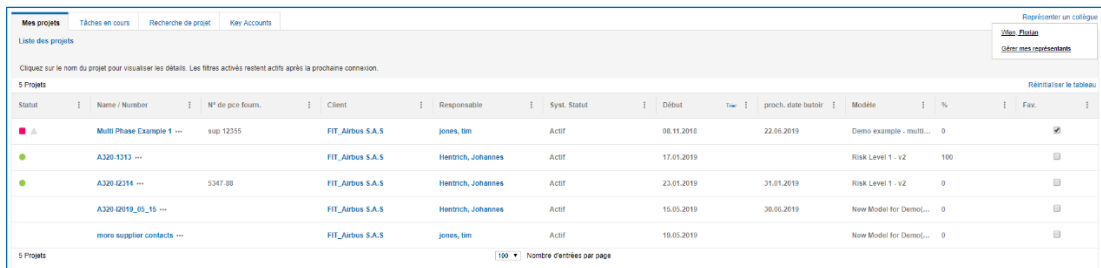 Mes projets Tâches en cours Recherche de projet Key Accounts Représenter un collègue
Liste des projets Florian
Gérer mes représentants
Cliquez sur le nom du projet pour visualiser les détails. Les filtres activés restent actifs après la prochaine connexion.
5 Projets Réinitialiser le tableau
Statut Name / Number N° de pce fourn. Client Responsable Syst. Statut Début Trier proch. date butoir Modèle % Fav.
Multi Phase Example 1 ••• sup 12355 FIT_Airbus S.A.S jones, tim Actif 08.11.2018 22.06.2019 Demo example - multi... 0
A320-1313 ••• FIT_Airbus S.A.S Hentrich, Johannes Actif 17.01.2019 Risk Level 1 - v2 100
A320-I2314 ••• 5347-88 FIT_Airbus S.A.S Hentrich, Johannes Actif 23.01.2019 31.01.2019 Risk Level 1 - v2 0
A320-I2019_05_15 ••• FIT_Airbus S.A.S Hentrich, Johannes Actif 15.05.2019 30.06.2019 New Model for Demo(,... 0
more supplier contacts ••• FIT_Airbus S.A.S jones, tim Actif 19.05.2019 New Model for Demo(,... 0
5 Projets 100 Nombre d'entrées par page